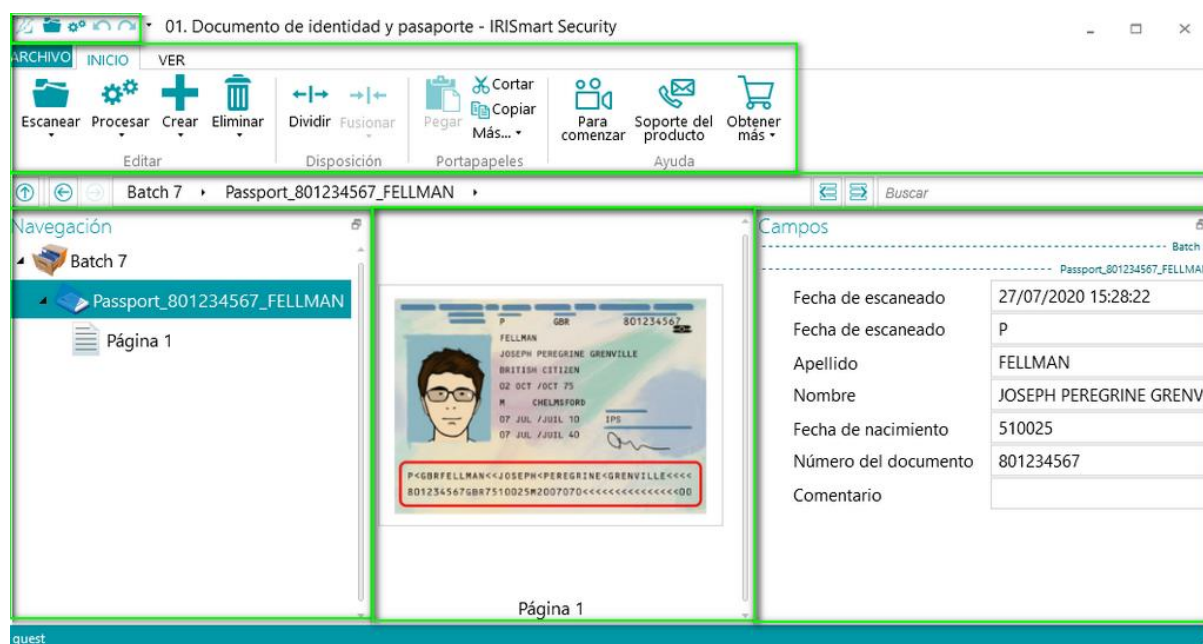 01. Documento de identidad y pasaporte - IRISmart Security
ARCHIVO INICIO VER
Escanear Procesar Crear Eliminar
Editar
Dividir Fusionar
Disposición
Pegar
Cortar
Copiar
Más...
Portapapeles
Para comenzar
Soporte del producto
Obtener más
Ayuda
Batch 7 Passport_801234567_FELLMAN
Buscar
Navegación
Batch 7
Passport_801234567_FELLMAN
Página 1
P GBR 801234567
FELLMAN
JOSEPH PEREGRINE GRENVILLE
BRITISH CITIZEN
02 OCT /OCT 75
M CHELMSFORD
07 JUL /JUIL 10 IPS
07 JUL /JUIL 40
P<GBRFELLMAN<<JOSEPH<PEREGRINE<GRENVILLE<<<<
801234567GBR7510025M2007070<<<<<<<<<<<<<<<<00
Página 1
Campos
Batch
Passport_801234567_FELLMAN
Fecha de escaneado 27/07/2020 15:28:22
Fecha de escaneado P
Apellido FELLMAN
Nombre JOSEPH PEREGRINE GRENV
Fecha de nacimiento 510025
Número del documento 801234567
Comentario
guest